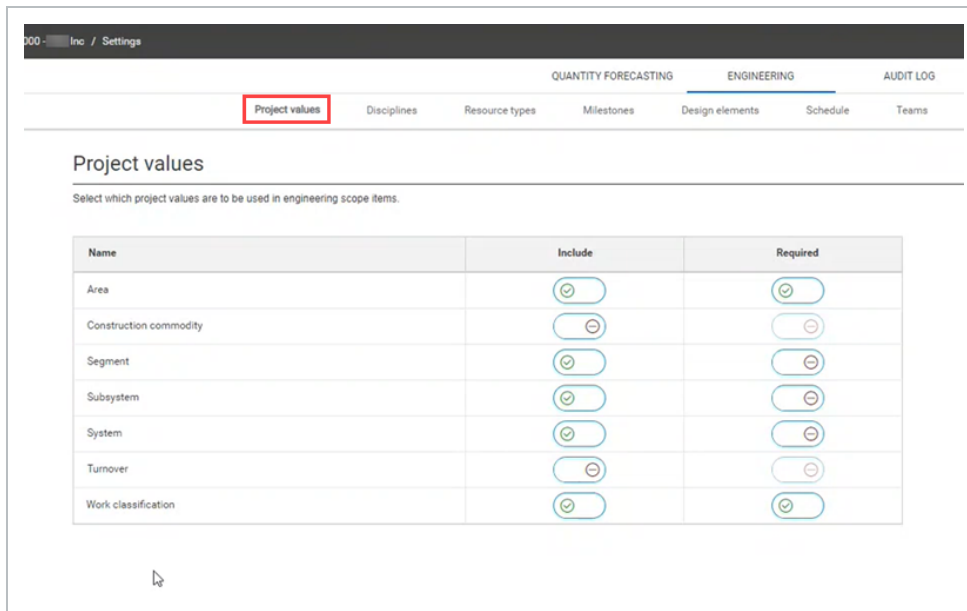 000 - Inc / Settings
QUANTITY FORECASTING ENGINEERING AUDIT LOG
Project values Disciplines Resource types Milestones Design elements Schedule Teams
Project values
Select which project values are to be used in engineering scope items.
Name Include Required
Area
Construction commodity
Segment
Subsystem
System
Turnover
Work classification